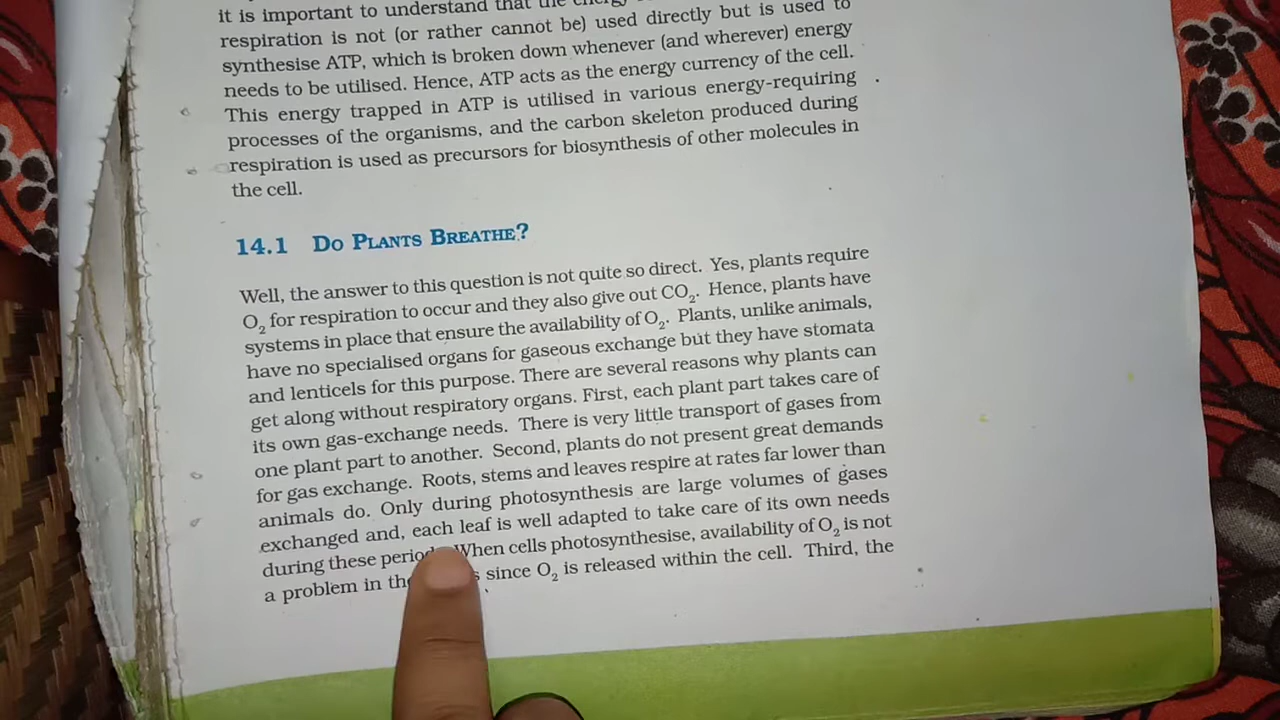 it is important to understand that the energy
respiration is not (or rather cannot be) used directly but is used to
synthesise ATP, which is broken down whenever (and wherever) energy
needs to be utilised. Hence, ATP acts as the energy currency of the cell.
This energy trapped in ATP is utilised in various energy-requiring
processes of the organisms, and the carbon skeleton produced during
respiration is used as precursors for biosynthesis of other molecules in
the cell.
14.1 DO PLANTS BREATHE?
Well, the answer to this question is not quite so direct. Yes, plants require
O₂ for respiration to occur and they also give out CO₂. Hence, plants have
systems in place that ensure the availability of O₂. Plants, unlike animals,
have no specialised organs for gaseous exchange but they have stomata
and lenticels for this purpose. There are several reasons why plants can
get along without respiratory organs. First, each plant part takes care of
its own gas-exchange needs. There is very little transport of gases from
one plant part to another. Second, plants do not present great demands
for gas exchange. Roots, stems and leaves respire at rates far lower than
animals do. Only during photosynthesis are large volumes of gases
exchanged and, each leaf is well adapted to take care of its own needs
during these When cells photosynthesise, availability of O₂ is not
a problem in since O₂ is released within the cell. Third, the